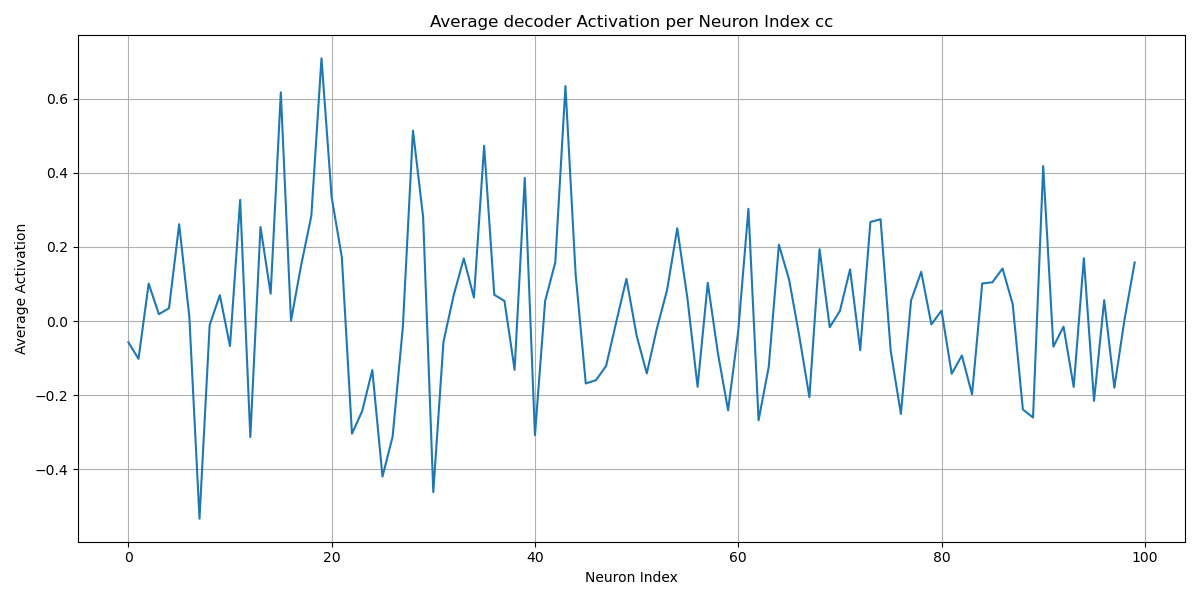 Average decoder Activation per Neuron Index cc
Average Activation
0.6
0.4
0.2
0.0
−0.2
−0.4
0 20 40 60 80 100
Neuron Index